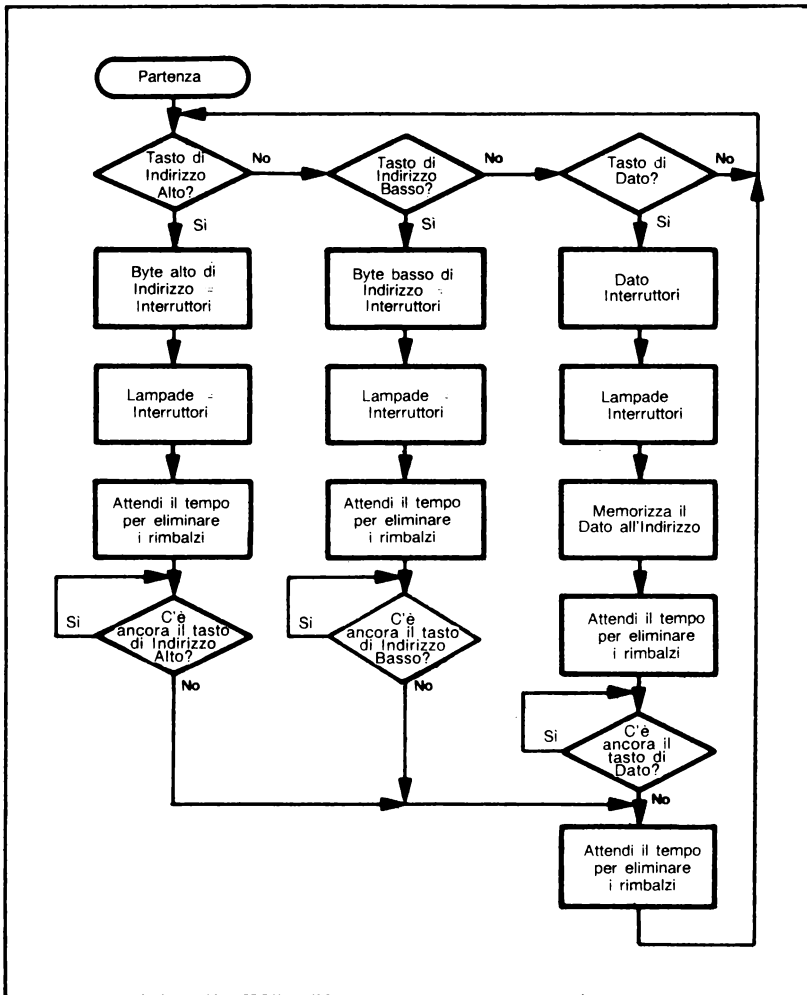 Partenza
Tasto di
Indirizzo
Alto?
No
Si
Tasto di
Indirizzo
Basso?
No
Si
Tasto di
Dato?
No
Si
Byte alto di
Indirizzo =
Interruttori
Byte basso di
Indirizzo =
Interruttori
Dato
Interruttori
Lampade =
Interruttori
Lampade
Interruttori
Lampade
Interruttori
Attendi il tempo
per eliminare
i rimbalzi
Attendi il tempo
per eliminare
i rimbalzi
Memorizza il
Dato all'Indirizzo
Si
C'è
ancora il tasto
di Indirizzo
Alto?
No
Si
C'è
ancora il tasto
di Indirizzo
Basso?
No
Attendi il tempo
per eliminare
i rimbalzi
Si
C'è
ancora il
tasto di
Dato?
No
Attendi il tempo
per eliminare
i rimbalzi